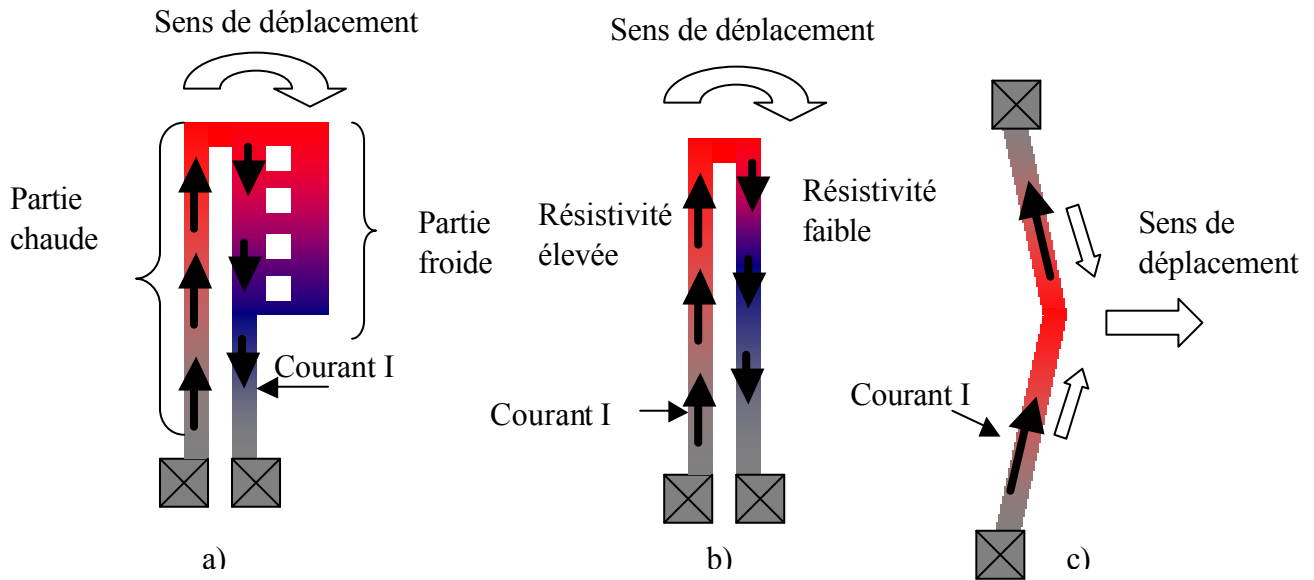 Sens de déplacement
Partie
chaude
Partie
froide
Courant I
a)
Sens de déplacement
Résistivité
élevée
Résistivité
faible
Courant I
b)
Sens de
déplacement
Courant I
c)